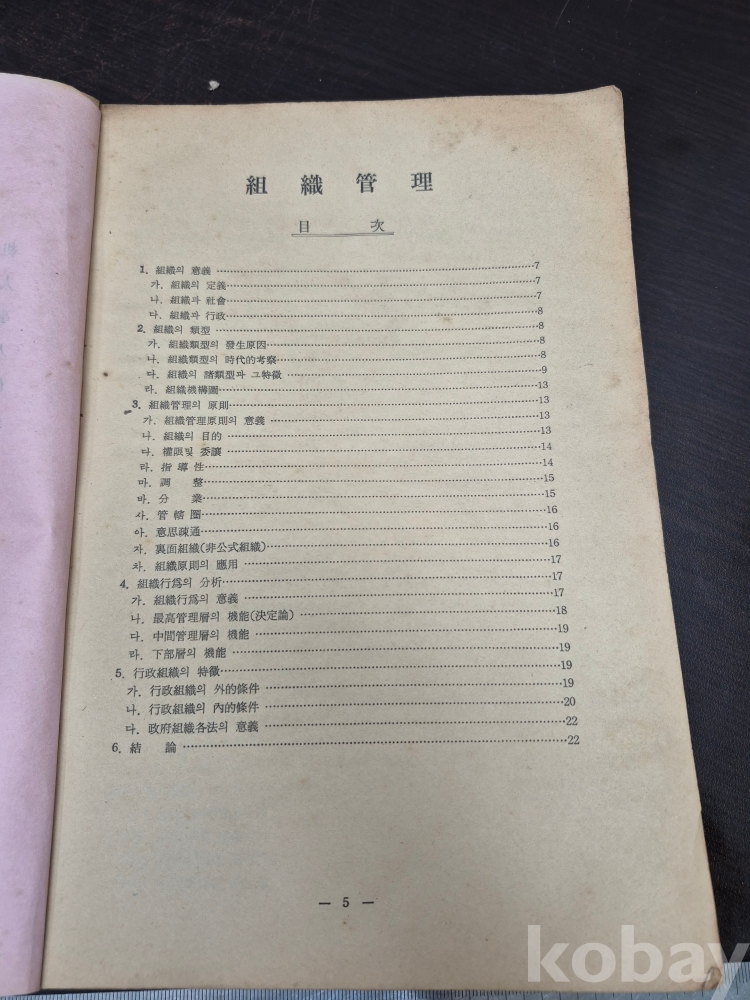 組織管理
目次
1. 組織의 意義 7
가. 組織의 定義 7
나. 組織과 社會 7
다. 組織과 行政 8
2. 組織의 類型 8
가. 組織類型의 發生原因 8
나. 組織類型의 時代的考察 8
다. 組織의 諸類型과 그特徵 9
라. 組織機構圖 13
3. 組織管理의 原則 13
가. 組織管理原則의 意義 13
나. 組織의 目的 13
다. 權限및 委讓 14
라. 指導性 14
마. 調整 15
바. 分業 15
사. 管轄圈 16
아. 意思疎通 16
자. 裏面組織(非公式組織) 16
차. 組織原則의 應用 17
4. 組織行爲의 分析 17
가. 組織行爲의 意義 17
나. 最高管理層의 機能(決定論) 18
다. 中間管理層의 機能 19
라. 下部層의 機能 19
5. 行政組織의 特徵 19
가. 行政組織의 外的條件 19
나. 行政組織의 內的條件 20
다. 政府組織各法의 意義 22
6. 結論 22
— 5 —
kobay